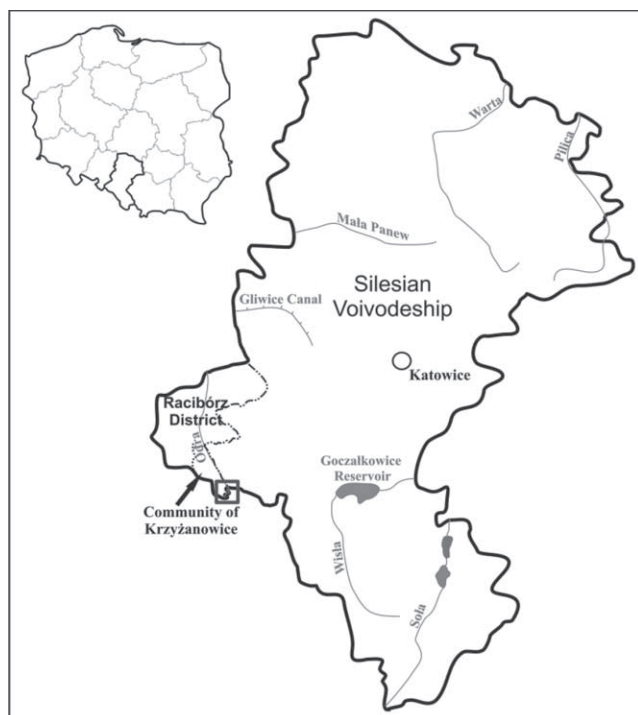 Warta
Pilica
Mała Panew
Silesian
Voivodeship
Gliwice Canal
Katowice
Racibórz
District
Odra
Goczałkowice
Reservoir
Community of
Krzyżanowice
Wisła
Soła